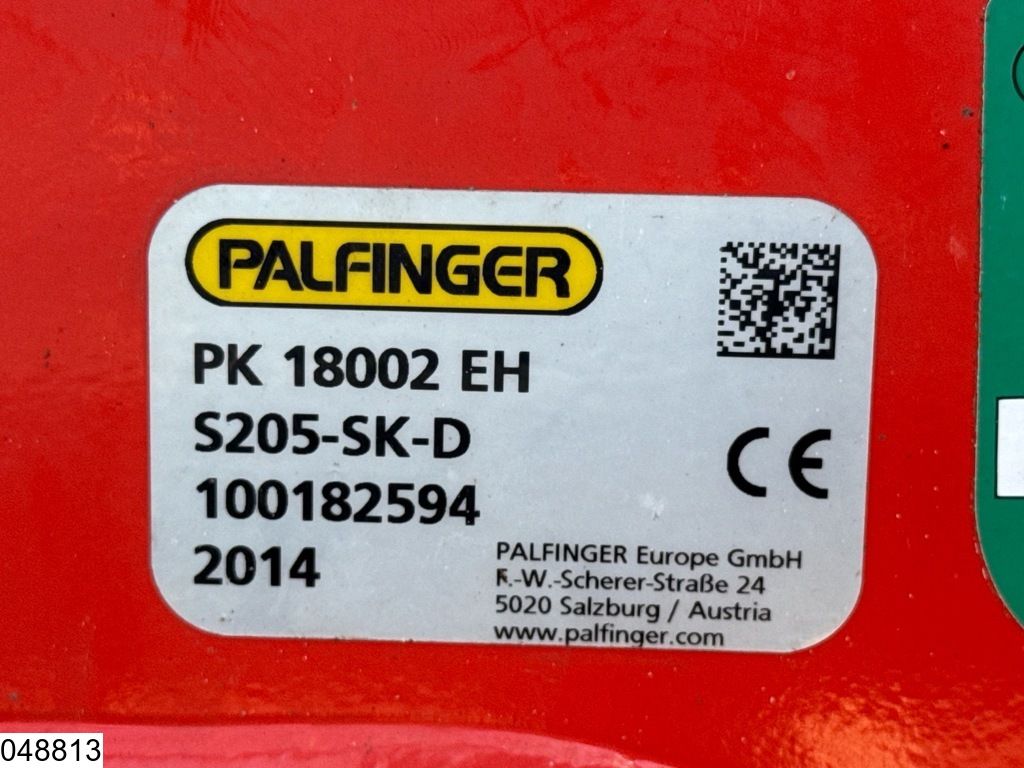 PALFINGER
PK 18002 EH
S205-SK-D
100182594
2014
PALFINGER Europe GmbH
F.-W.-Scherer-Straße 24
5020 Salzburg / Austria
www.palfinger.com
CE
048813